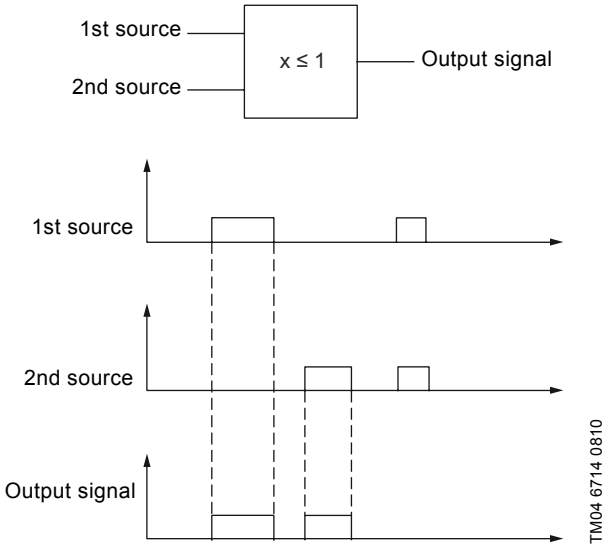 1st source
2nd source
x ≤ 1
Output signal
1st source
2nd source
Output signal
TM04 6714 0810